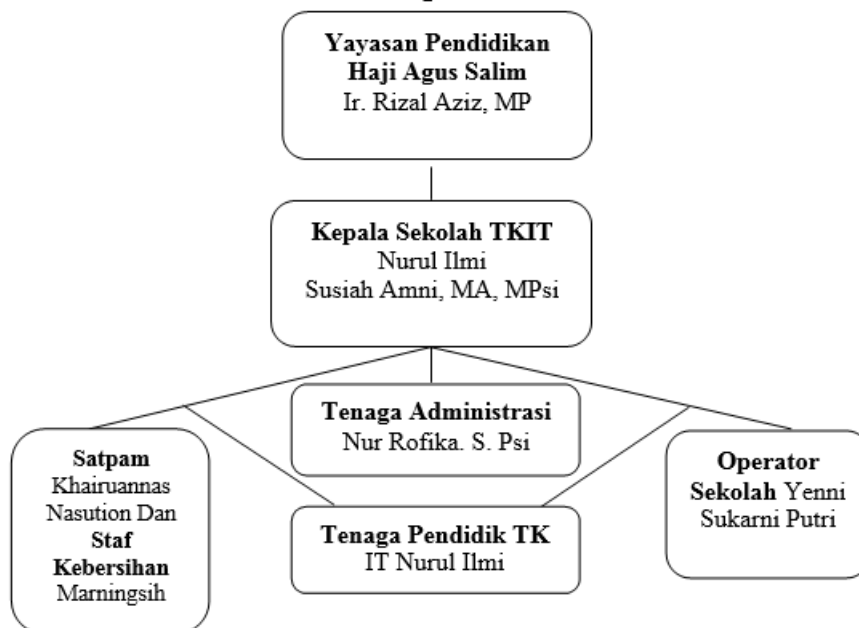 Yayasan Pendidikan
Haji Agus Salim
Ir. Rizal Aziz, MP
Kepala Sekolah TKIT
Nurul Ilmi
Susiah Amni, MA, MPsi
Tenaga Administrasi
Nur Rofika. S. Psi
Satpam
Khairuannas
Nasution Dan
Staf
Kebersihan
Marningsih
Tenaga Pendidik TK
IT Nurul Ilmi
Operator
Sekolah Yenni
Sukarni Putri